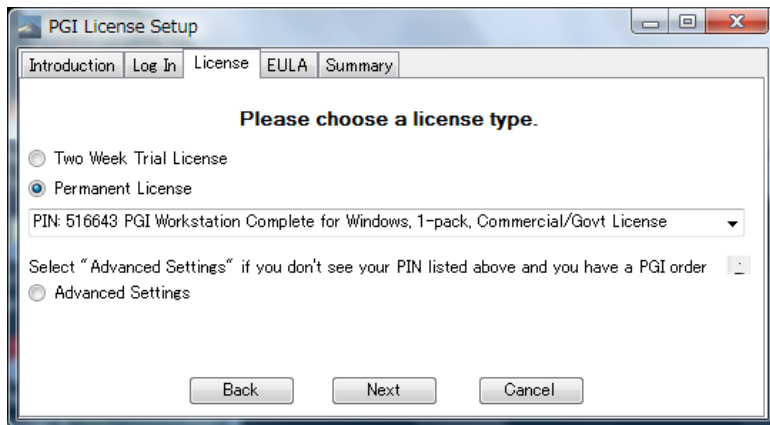 PGI License Setup
Introduction Log In License EULA Summary
Please choose a license type.
Two Week Trial License
Permanent License
PIN: 516643 PGI Workstation Complete for Windows, 1-pack, Commercial/Govt License
Select "Advanced Settings" if you don't see your PIN listed above and you have a PGI order
Advanced Settings
Back Next Cancel